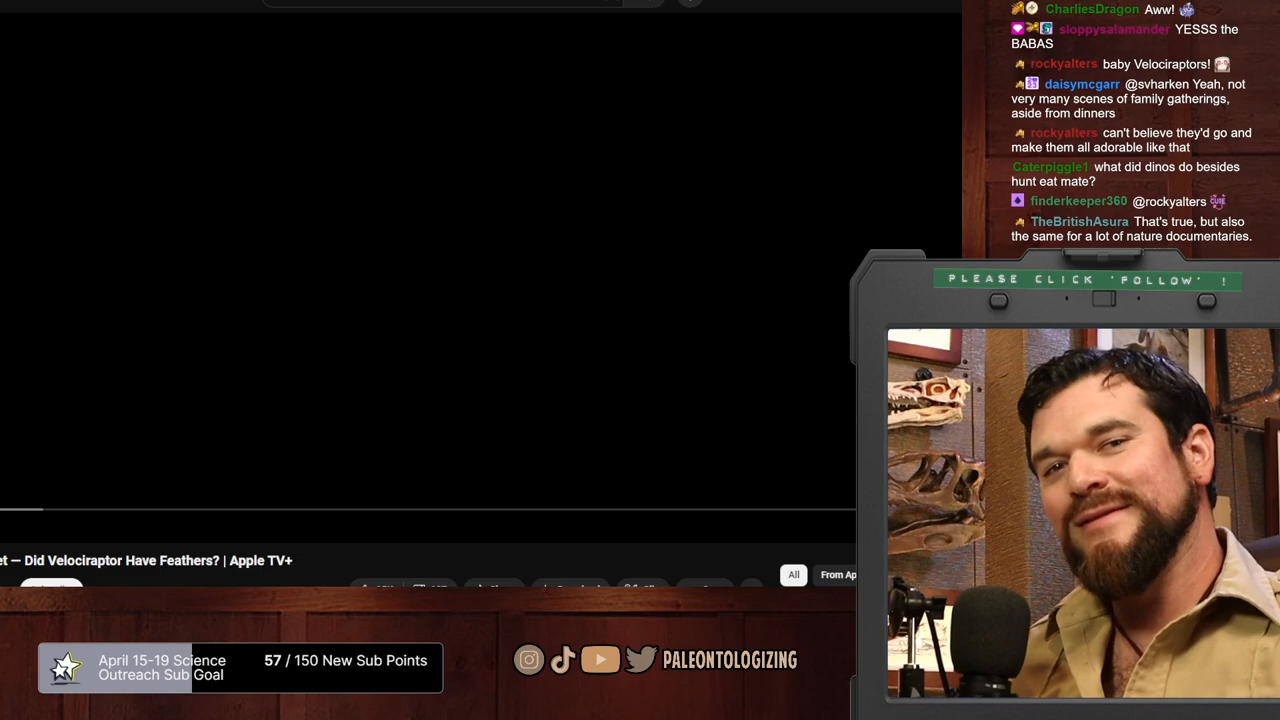 CharliesDragon Aww!
sloppysalamander YESSS the
BABAS
rockyalters baby Velociraptors!
daisymcgarr @svharken Yeah, not
very many scenes of family gatherings,
aside from dinners
rockyalters can't believe they'd go and
make them all adorable like that
Caterpiggle1 what did dinos do besides
hunt eat mate?
finderkeeper360 @rockyalters
TheBritishAsura That's true, but also
the same for a lot of nature documentaries.
PLEASE CLICK 'FOLLOW' !
et — Did Velociraptor Have Feathers? | Apple TV+
All
From Ap
April 15-19 Science
Outreach Sub Goal
57 / 150 New Sub Points
PALEONTOLOGIZING